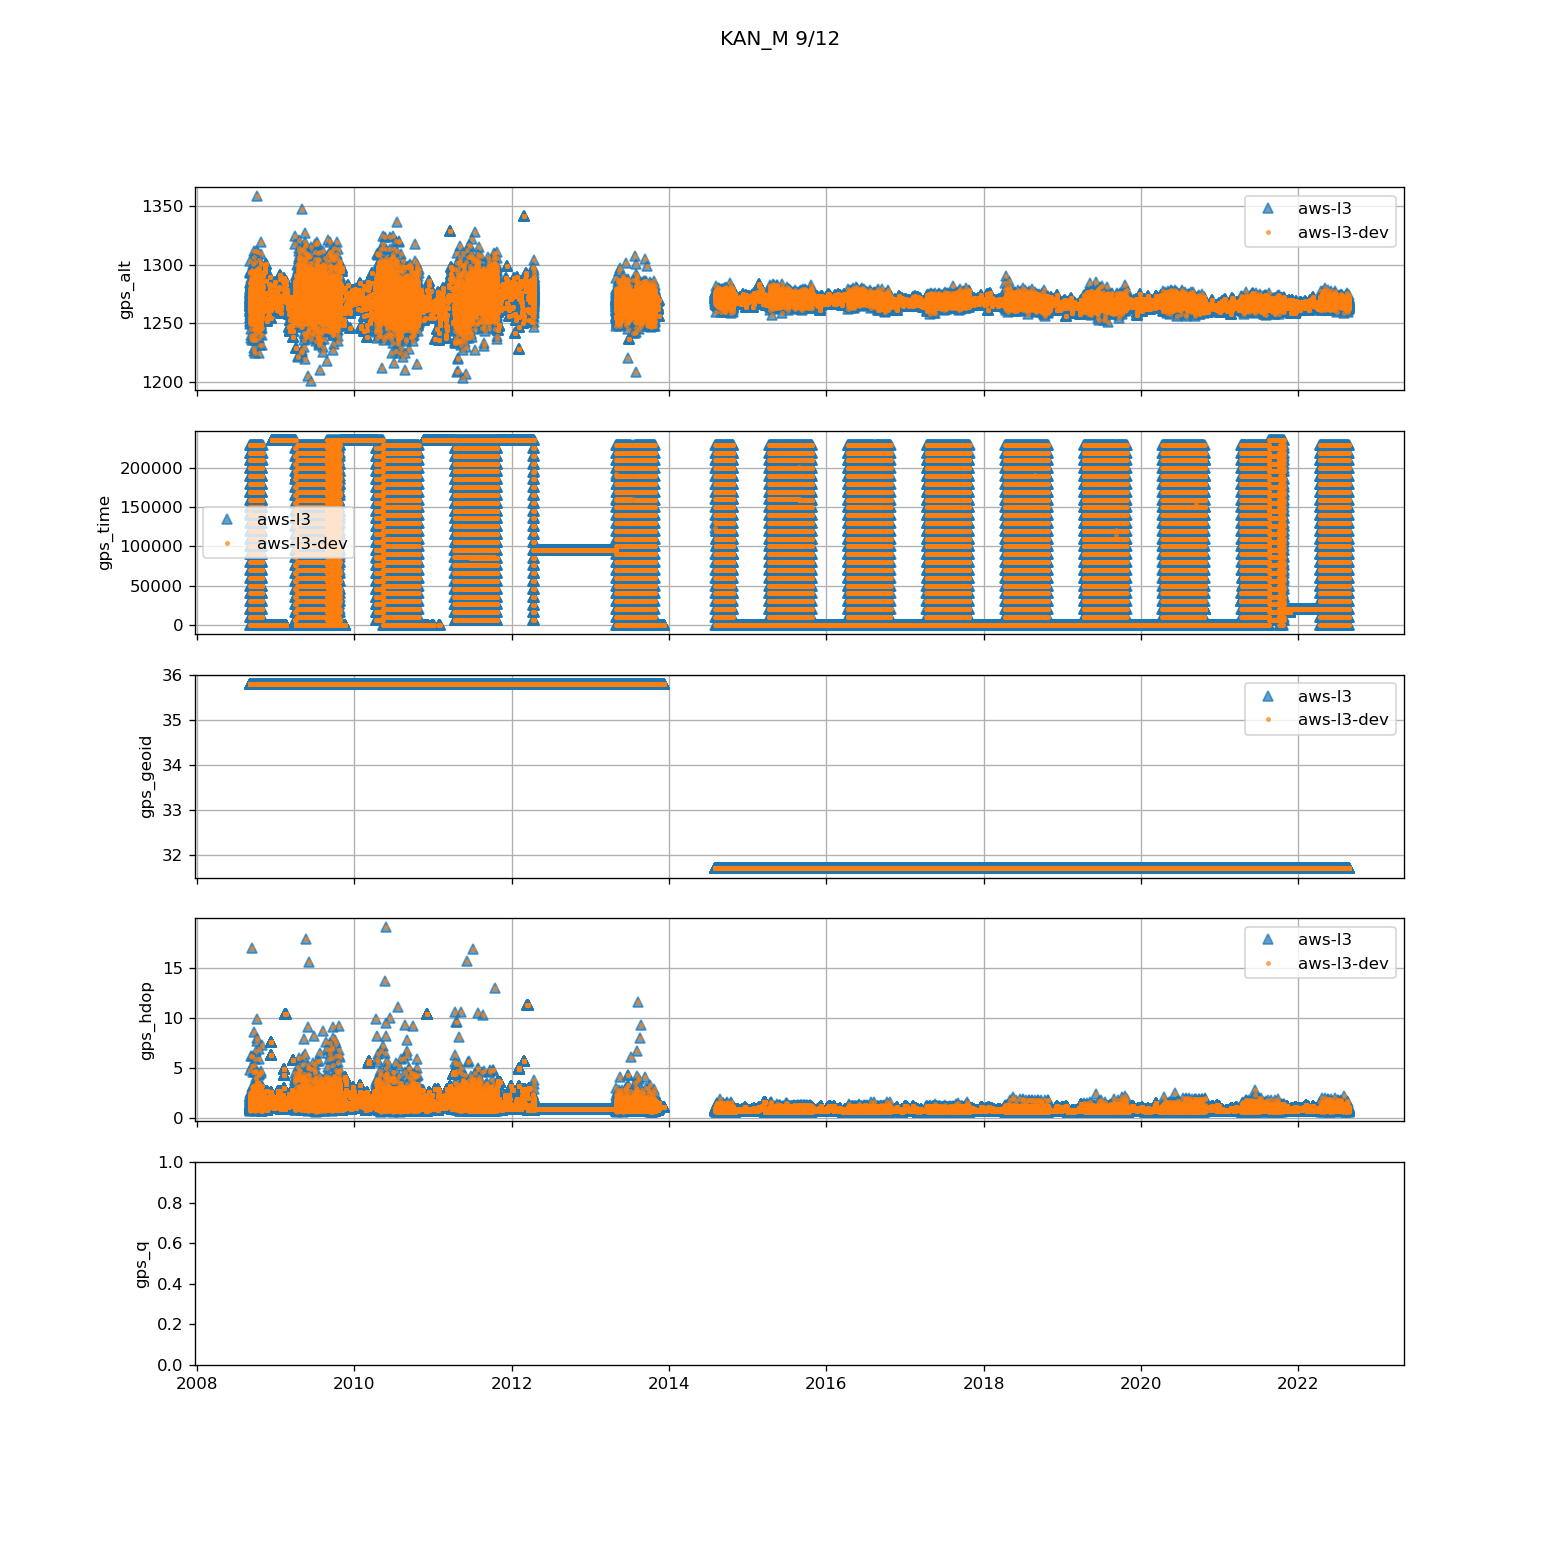 KAN_M 9/12
gps_alt
1350
1300
1250
1200
aws-l3
aws-l3-dev
gps_time
200000
150000
100000
50000
0
aws-l3
aws-l3-dev
gps_geoid
36
35
34
33
32
aws-l3
aws-l3-dev
gps_hdop
15
10
5
0
aws-l3
aws-l3-dev
gps_q
1.0
0.8
0.6
0.4
0.2
0.0
2008 2010 2012 2014 2016 2018 2020 2022